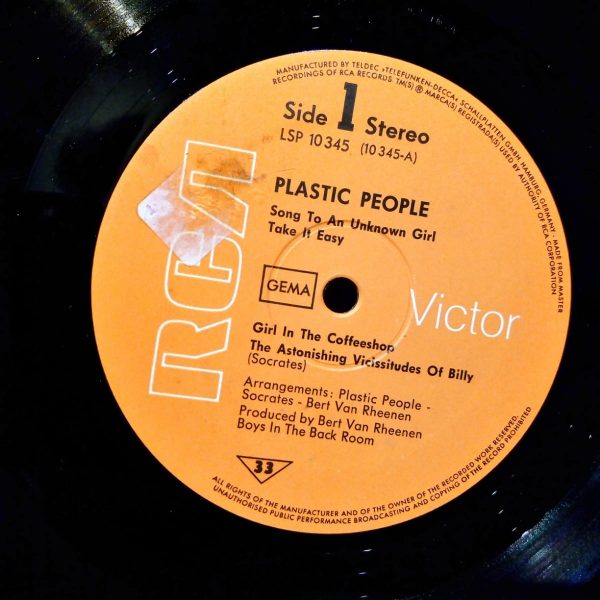 MANUFACTURED BY TELDEC »TELEFUNKEN-DECCA« SCHALLPLATTEN GMBH, HAMBURG, GERMANY - MADE FROM MASTER
RECORDINGS OF RCA RECORDS TM(S) ® MARCA(S) REGISTRADA(S) USED BY AUTHORITY OF RCA CORPORATION
Side 1 Stereo
LSP 10345 (10345-A)
RCA
PLASTIC PEOPLE
Song To An Unknown Girl
Take It Easy
GEMA
Victor
Girl In The Coffeeshop
The Astonishing Vicissitudes Of Billy
(Socrates)
Arrangements: Plastic People -
Socrates - Bert Van Rheenen
Produced by Bert Van Rheenen
Boys In The Back Room
33
ALL RIGHTS OF THE MANUFACTURER AND OF THE OWNER OF THE RECORDED WORK RESERVED.
UNAUTHORISED PUBLIC PERFORMANCE BROADCASTING AND COPYING OF THE RECORD PROHIBITED